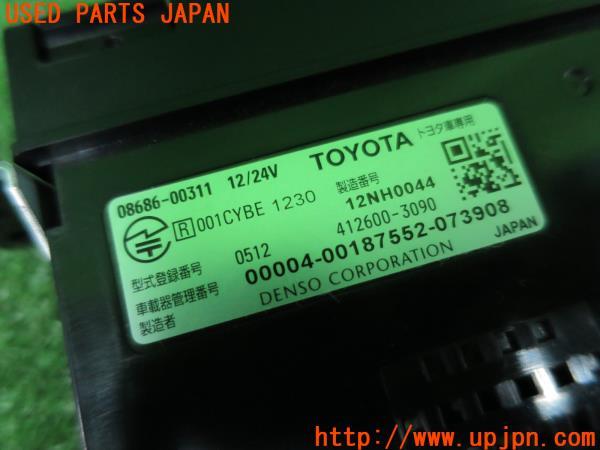 USED PARTS JAPAN
08686-00311 12/24V TOYOTA トヨタ車専用
R 001CYBE 1230 製造番号 12NH0044
型式登録番号 0512 412600-3090
車載器管理番号 00004-00187552-073908
製造者 DENSO CORPORATION JAPAN
UPJ http://www.upjpn.com